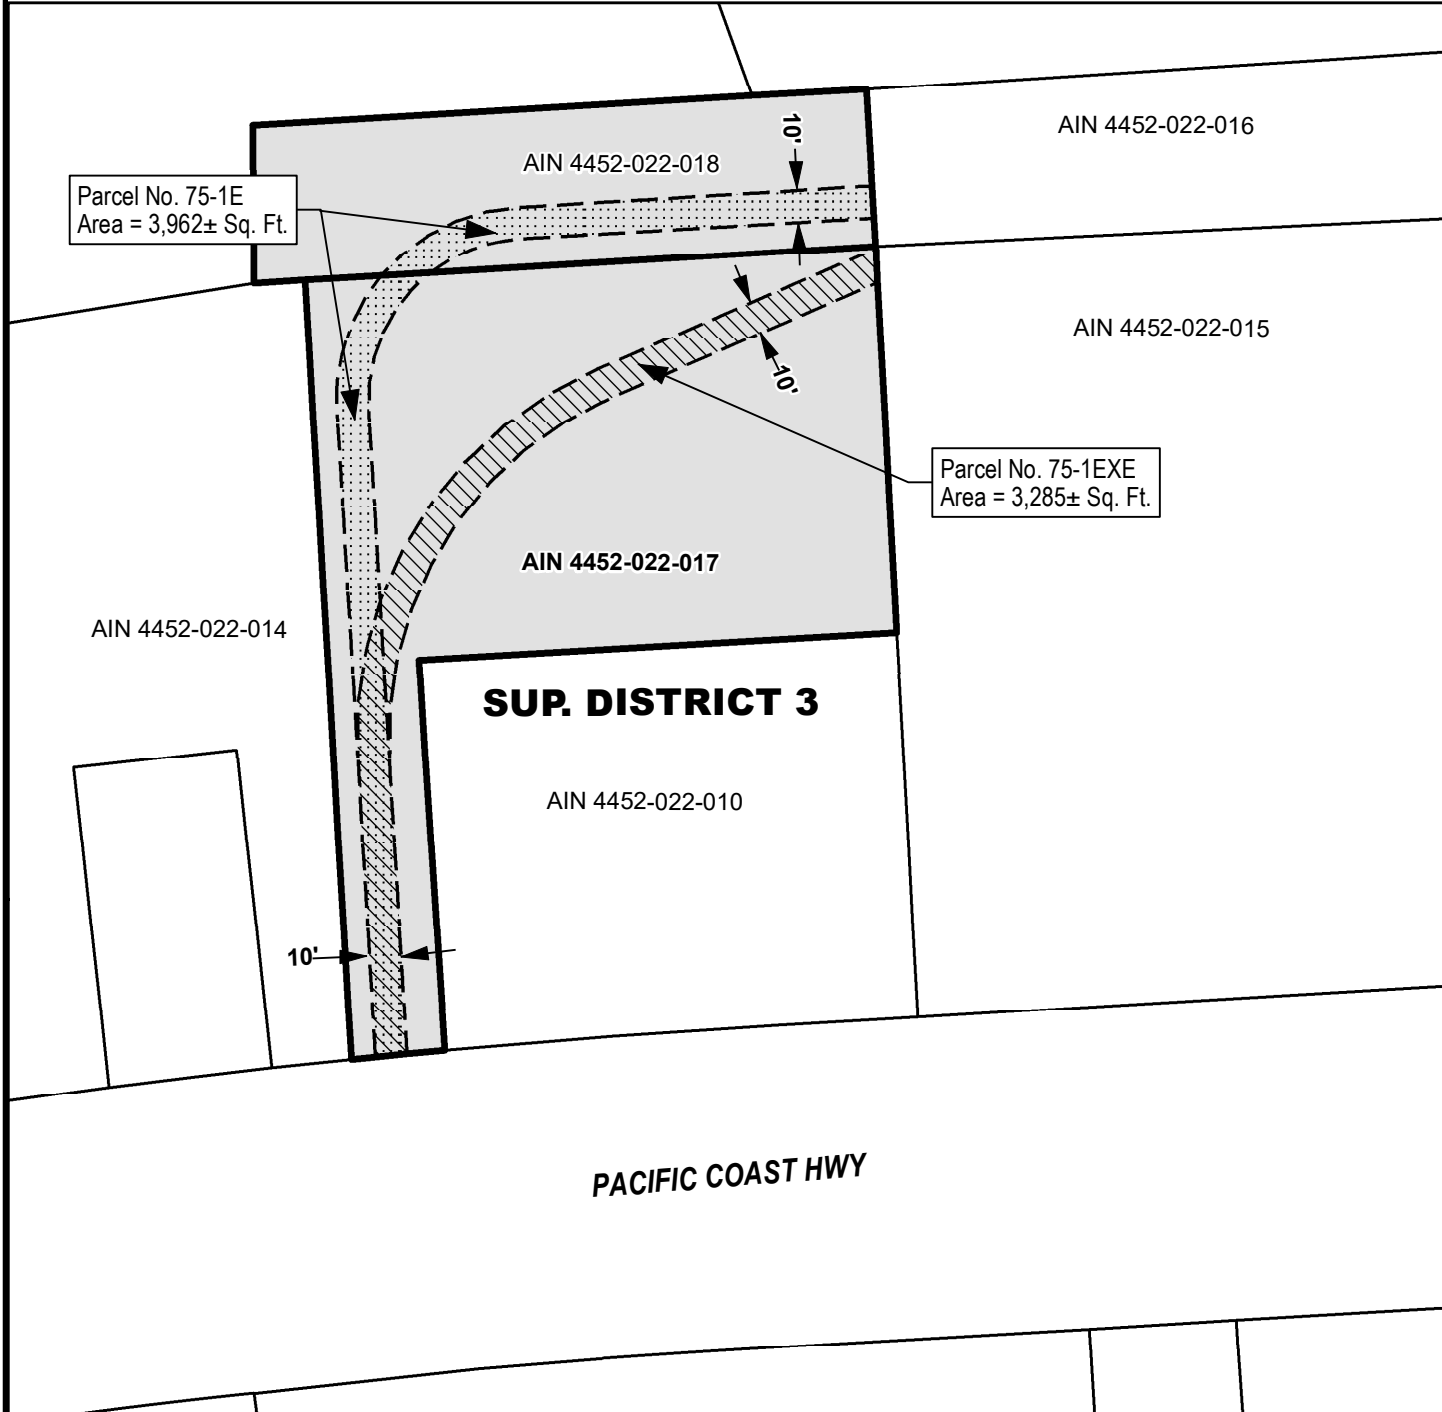 10'
AIN 4452-022-016
AIN 4452-022-018
Parcel No. 75-1E
Area = 3,962± Sq. Ft.
AIN 4452-022-015
10'
Parcel No. 75-1EXE
Area = 3,285± Sq. Ft.
AIN 4452-022-017
AIN 4452-022-014
SUP. DISTRICT 3
AIN 4452-022-010
10'
PACIFIC COAST HWY